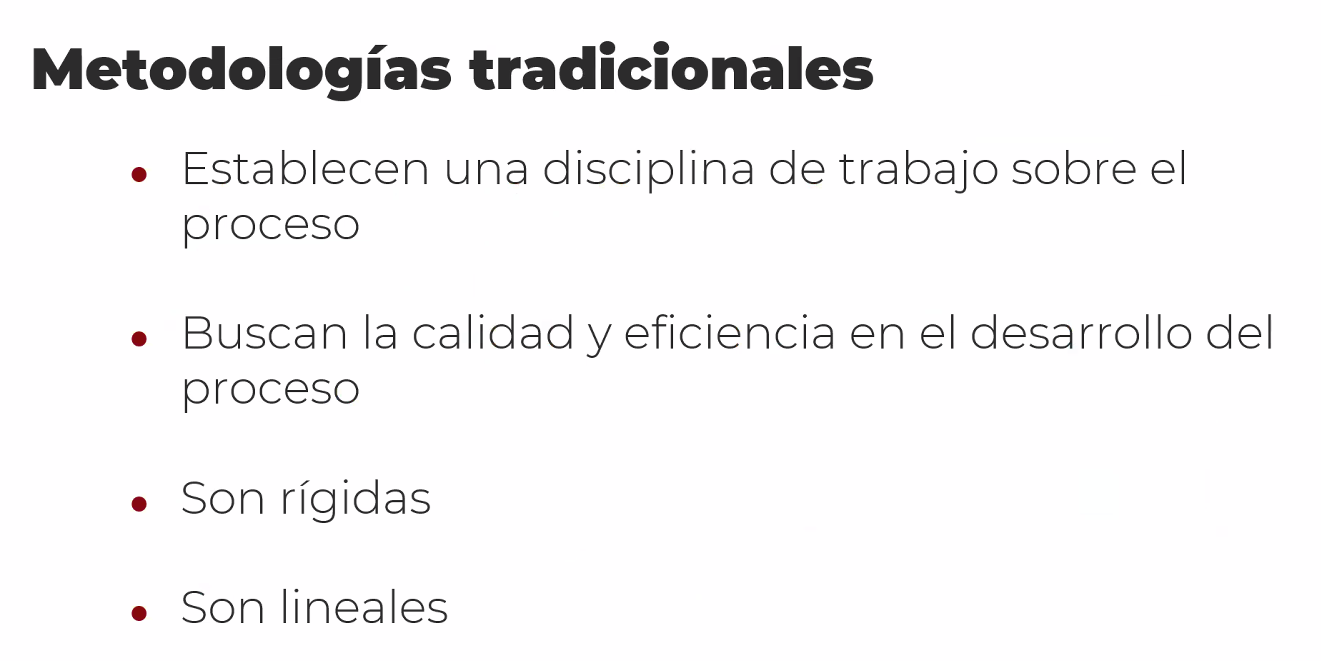 Metodologías tradicionales
• Establecen una disciplina de trabajo sobre el
proceso
• Buscan la calidad y eficiencia en el desarrollo del
proceso
• Son rígidas
• Son lineales